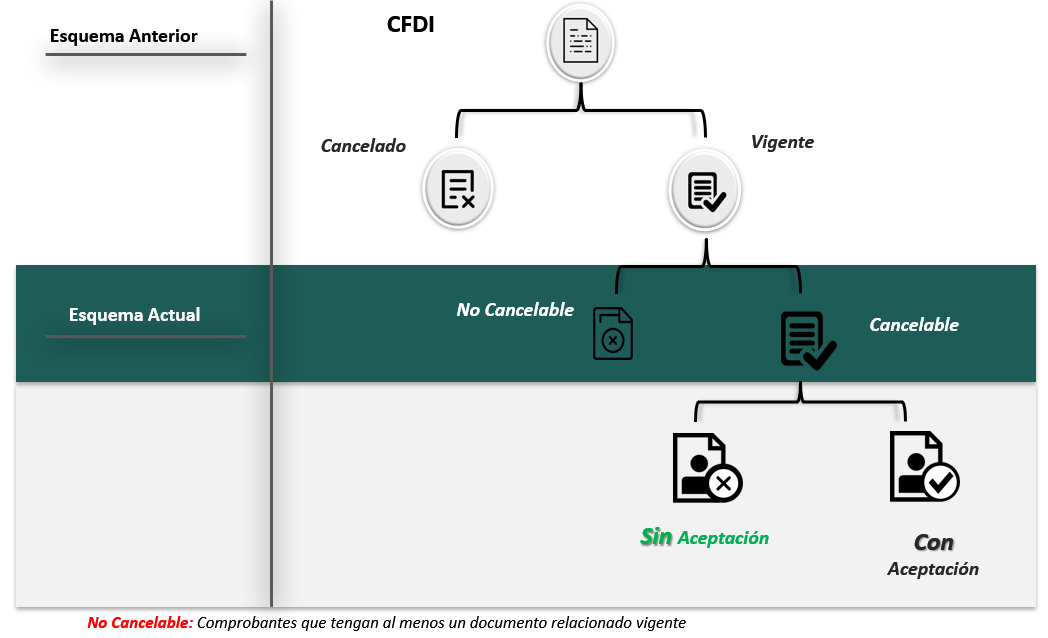 CFDI
Esquema Anterior
Cancelado
Vigente
Esquema Actual
No Cancelable
Cancelable
Sin Aceptación
Con
Aceptación
No Cancelable: Comprobantes que tengan al menos un documento relacionado vigente